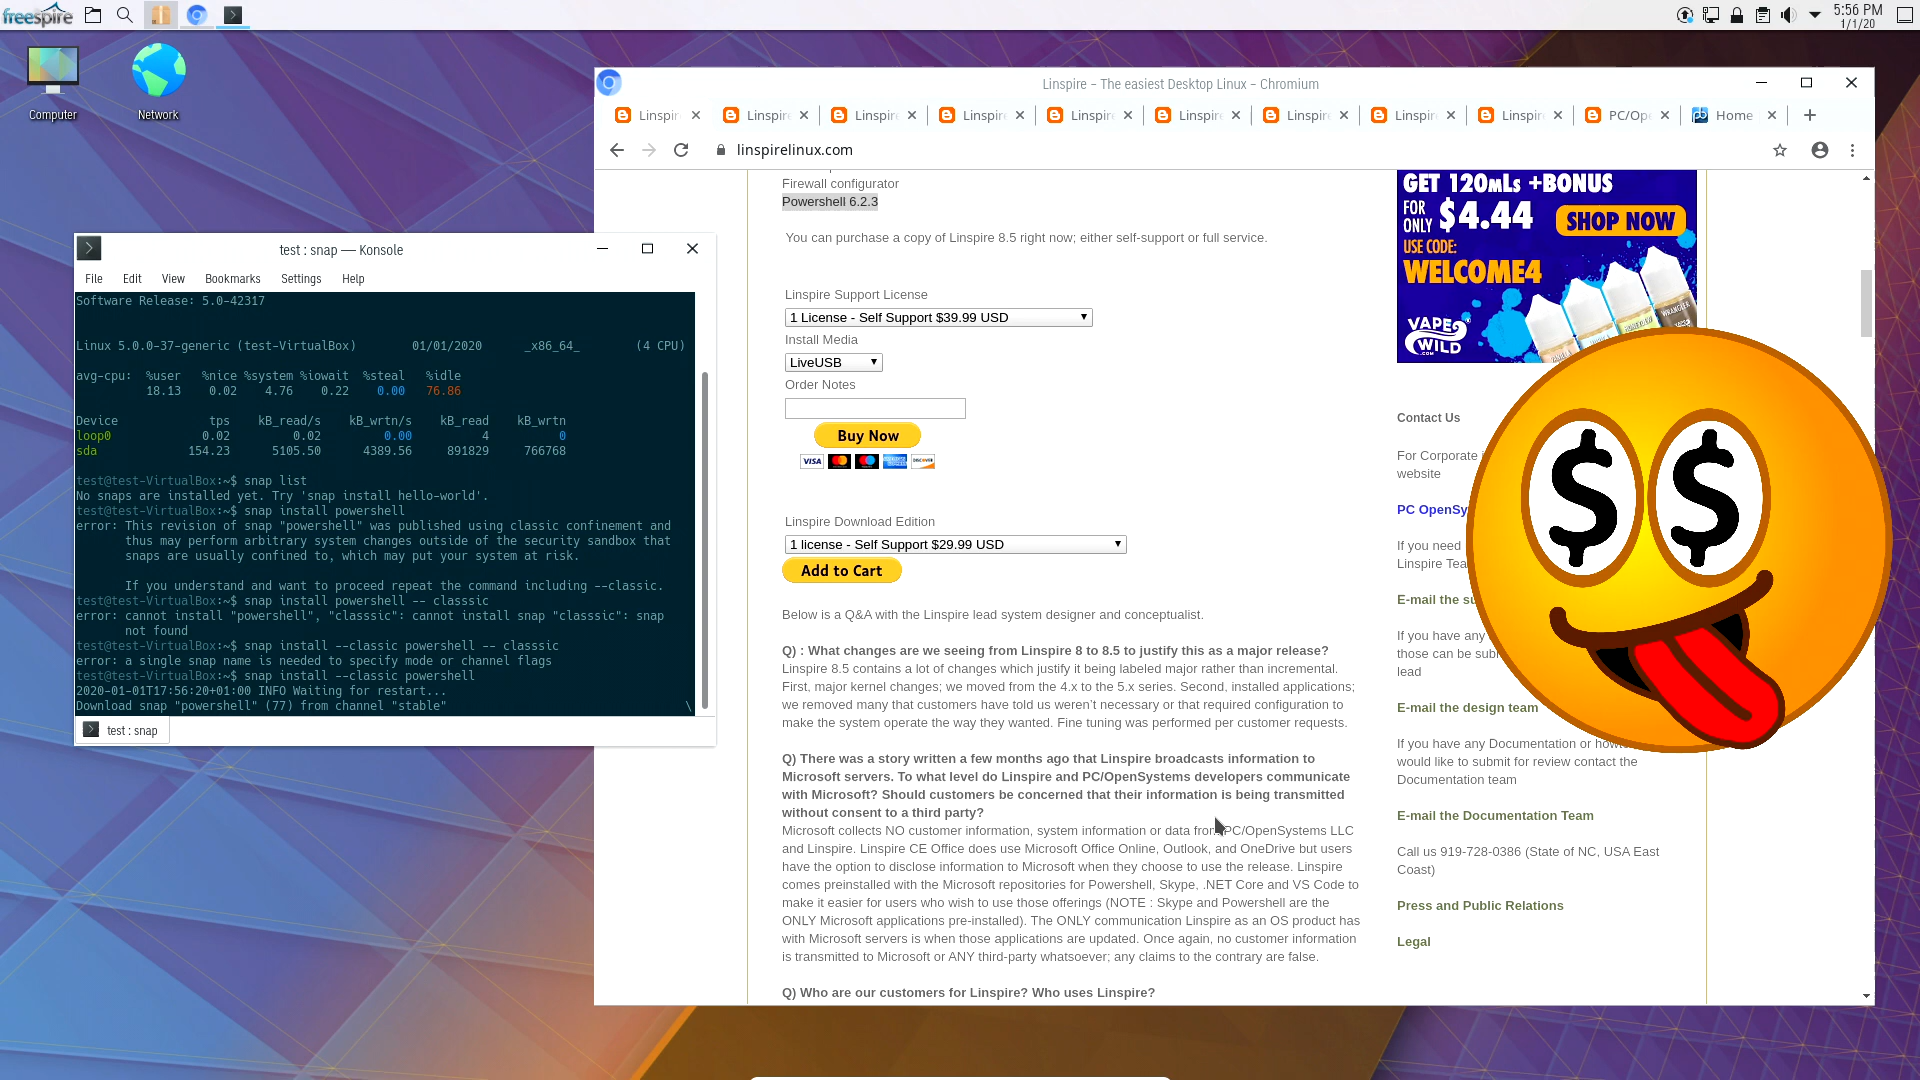 freespire
5:56 PM
1/1/20
Computer
Network
Linspire – The easiest Desktop Linux – Chromium
Linspire
Linspire
Linspire
Linspire
Linspire
Linspire
Linspire
Linspire
Linspire
PC/Op
Home
linspirelinux.com
Firewall configurator
Powershell 6.2.3
You can purchase a copy of Linspire 8.5 right now; either self-support or full service.
Linspire Support License
1 License - Self Support $39.99 USD
Install Media
LiveUSB
Order Notes
Buy Now
VISA
DISCOVER
Linspire Download Edition
1 license - Self Support $29.99 USD
Add to Cart
Below is a Q&A with the Linspire lead system designer and conceptualist.
Q) : What changes are we seeing from Linspire 8 to 8.5 to justify this as a major release?
Linspire 8.5 contains a lot of changes which justify it being labeled major rather than incremental.
First, major kernel changes; we moved from the 4.x to the 5.x series. Second, installed applications;
we removed many that customers have told us weren't necessary or that required configuration to
make the system operate the way they wanted. Fine tuning was performed per customer requests.
Q) There was a story written a few months ago that Linspire broadcasts information to
Microsoft servers. To what level do Linspire and PC/OpenSystems developers communicate
with Microsoft? Should customers be concerned that their information is being transmitted
without consent to a third party?
Microsoft collects NO customer information, system information or data from PC/OpenSystems LLC
and Linspire. Linspire CE Office does use Microsoft Office Online, Outlook, and OneDrive but users
have the option to disclose information to Microsoft when they choose to use the release. Linspire
comes preinstalled with the Microsoft repositories for Powershell, Skype, .NET Core and VS Code to
make it easier for users who wish to use those offerings (NOTE : Skype and Powershell are the
ONLY Microsoft applications pre-installed). The ONLY communication Linspire as an OS product has
with Microsoft servers is when those applications are updated. Once again, no customer information
is transmitted to Microsoft or ANY third-party whatsoever; any claims to the contrary are false.
Q) Who are our customers for Linspire? Who uses Linspire?
GET 120MLS +BONUS
FOR ONLY $4.44 SHOP NOW
USE CODE:
WELCOME4
VAPE WILD
.COM
WRANGLER
Contact Us
For Corporate
website
PC OpenSy
If you need
Linspire Tea
E-mail the su
If you have any
those can be sub
lead
E-mail the design team
If you have any Documentation or howt
would like to submit for review contact the
Documentation team
E-mail the Documentation Team
Call us 919-728-0386 (State of NC, USA East
Coast)
Press and Public Relations
Legal
$ $
test : snap — Konsole
File Edit View Bookmarks Settings Help
Software Release: 5.0-42317
Linux 5.0.0-37-generic (test-VirtualBox) 01/01/2020 _x86_64_ (4 CPU)
avg-cpu: %user %nice %system %iowait %steal %idle
18.13 0.02 4.76 0.22 0.00 76.86
Device tps kB_read/s kB_wrtn/s kB_read kB_wrtn
loop0 0.02 0.02 0.00 4 0
sda 154.23 5105.50 4389.56 891829 766768
test@test-VirtualBox:~$ snap list
No snaps are installed yet. Try 'snap install hello-world'.
test@test-VirtualBox:~$ snap install powershell
error: This revision of snap "powershell" was published using classic confinement and
thus may perform arbitrary system changes outside of the security sandbox that
snaps are usually confined to, which may put your system at risk.
If you understand and want to proceed repeat the command including --classic.
test@test-VirtualBox:~$ snap install powershell -- classsic
error: cannot install "powershell", "classsic": cannot install snap "classsic": snap
not found
test@test-VirtualBox:~$ snap install --classic powershell -- classsic
error: a single snap name is needed to specify mode or channel flags
test@test-VirtualBox:~$ snap install --classic powershell
2020-01-01T17:56:20+01:00 INFO Waiting for restart...
Download snap "powershell" (77) from channel "stable" \
test : snap